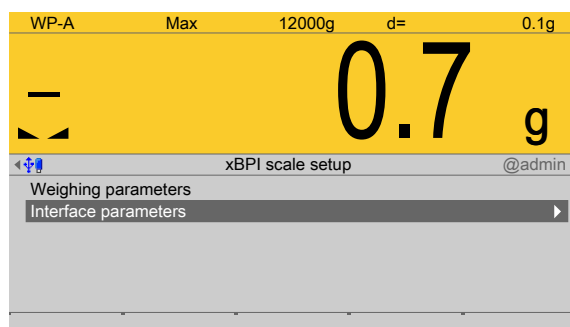 WP-A Max 12000g d= 0.1g
– 0.7 g
xBPI scale setup @admin
Weighing parameters
Interface parameters